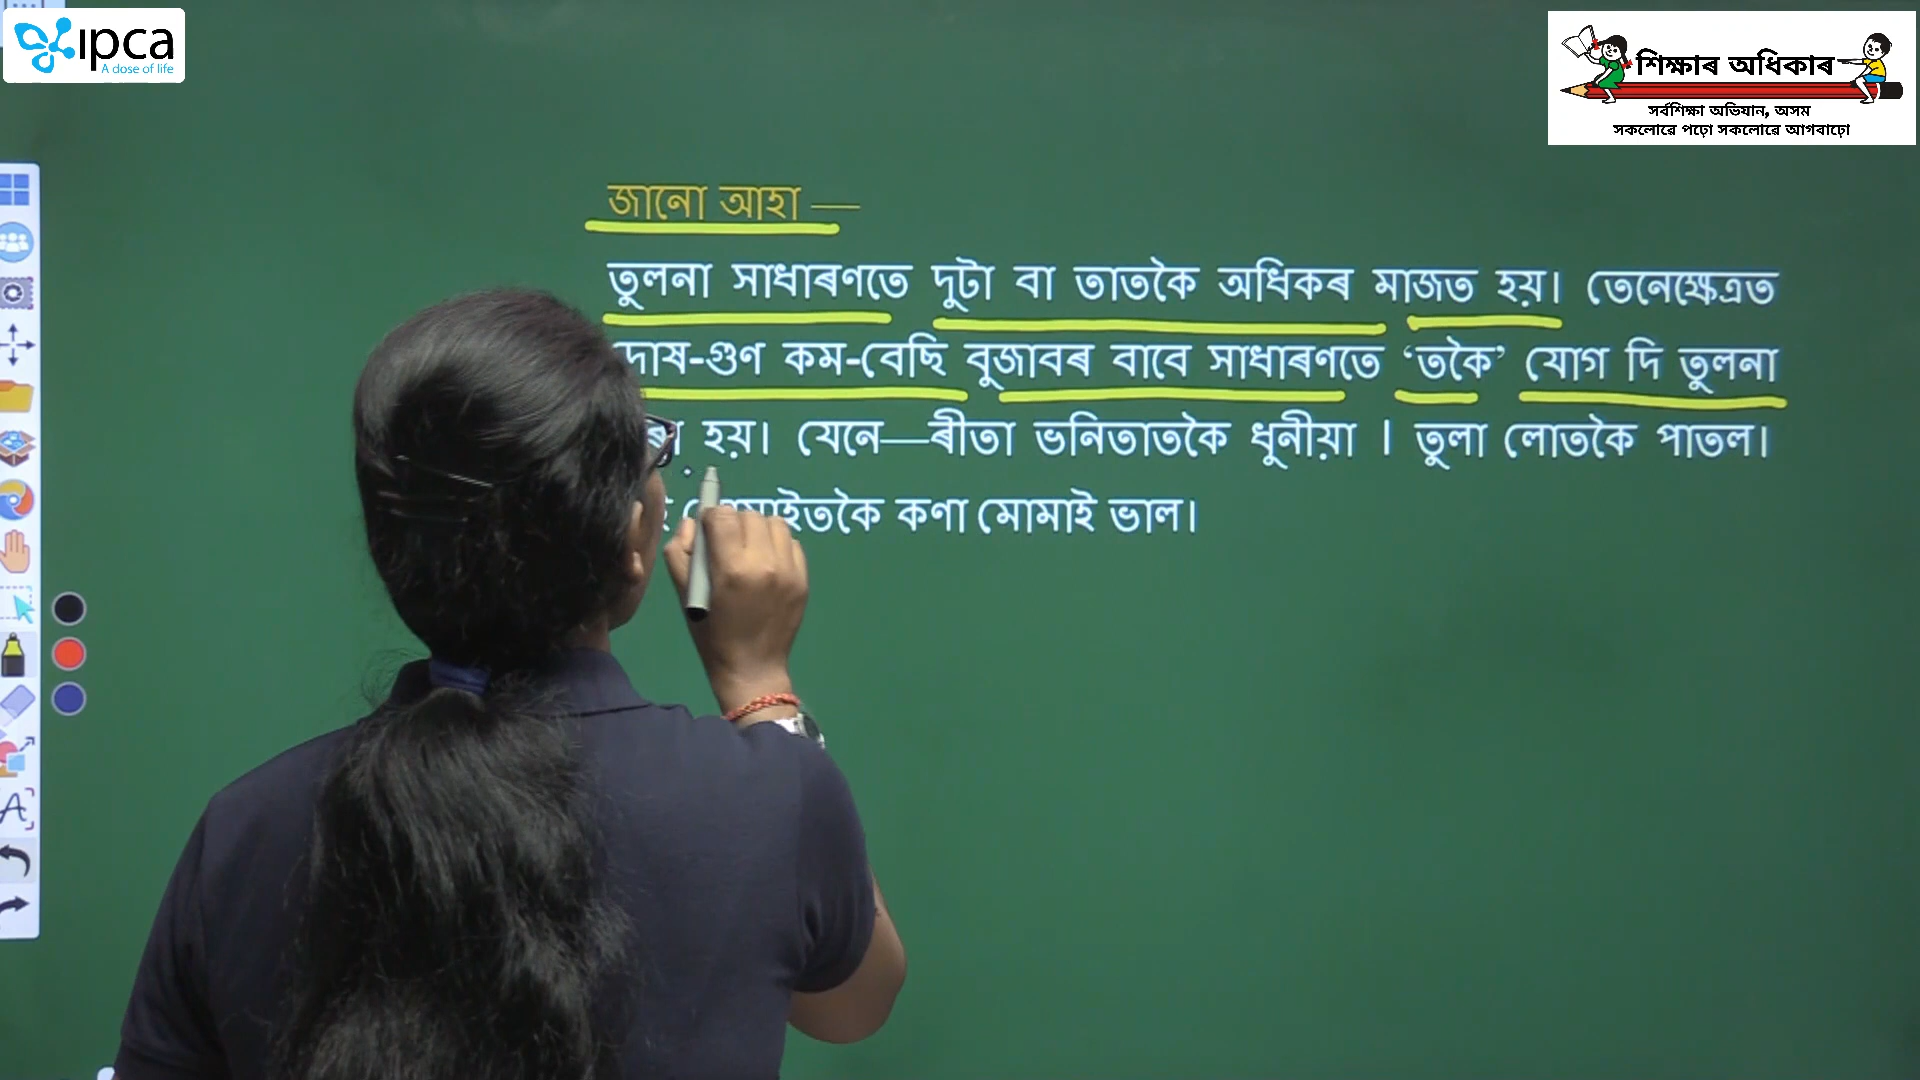 ipca
A dose of life
শিক্ষাৰ অধিকাৰ
সৰ্বশিক্ষা অভিযান, অসম
সকলোৱে পঢ়ো সকলোৱে আগবাঢ়ো
জানো আহা —
তুলনা সাধাৰণতে দুটা বা তাতকৈ অধিকৰ মাজত হয়। তেনেক্ষেত্ৰত
দোষ-গুণ কম-বেছি বুজাবৰ বাবে সাধাৰণতে ‘তকৈ’ যোগ দি তুলনা
হয়। যেনে—ৰীতা ভনিতাতকৈ ধুনীয়া । তুলা লোতকৈ পাতল।
কণা মোমাই ভাল।